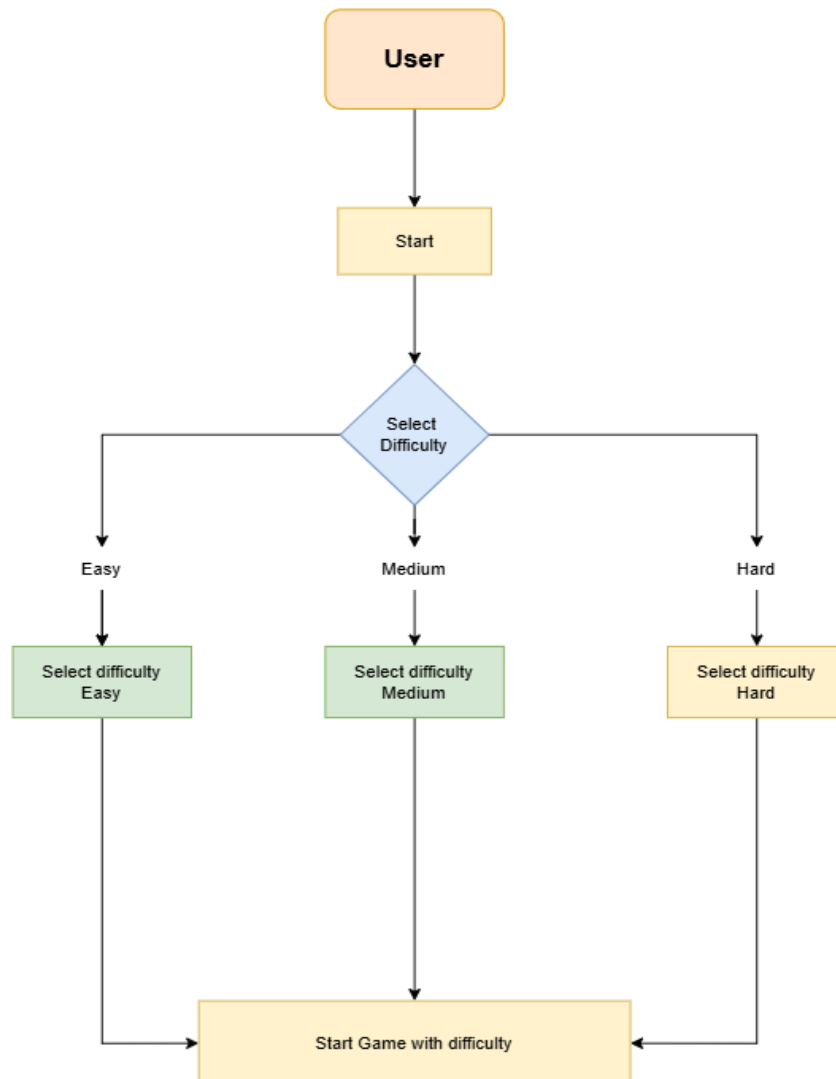 User
Start
Select
Difficulty
Easy
Medium
Hard
Select difficulty
Easy
Select difficulty
Medium
Select difficulty
Hard
Start Game with difficulty